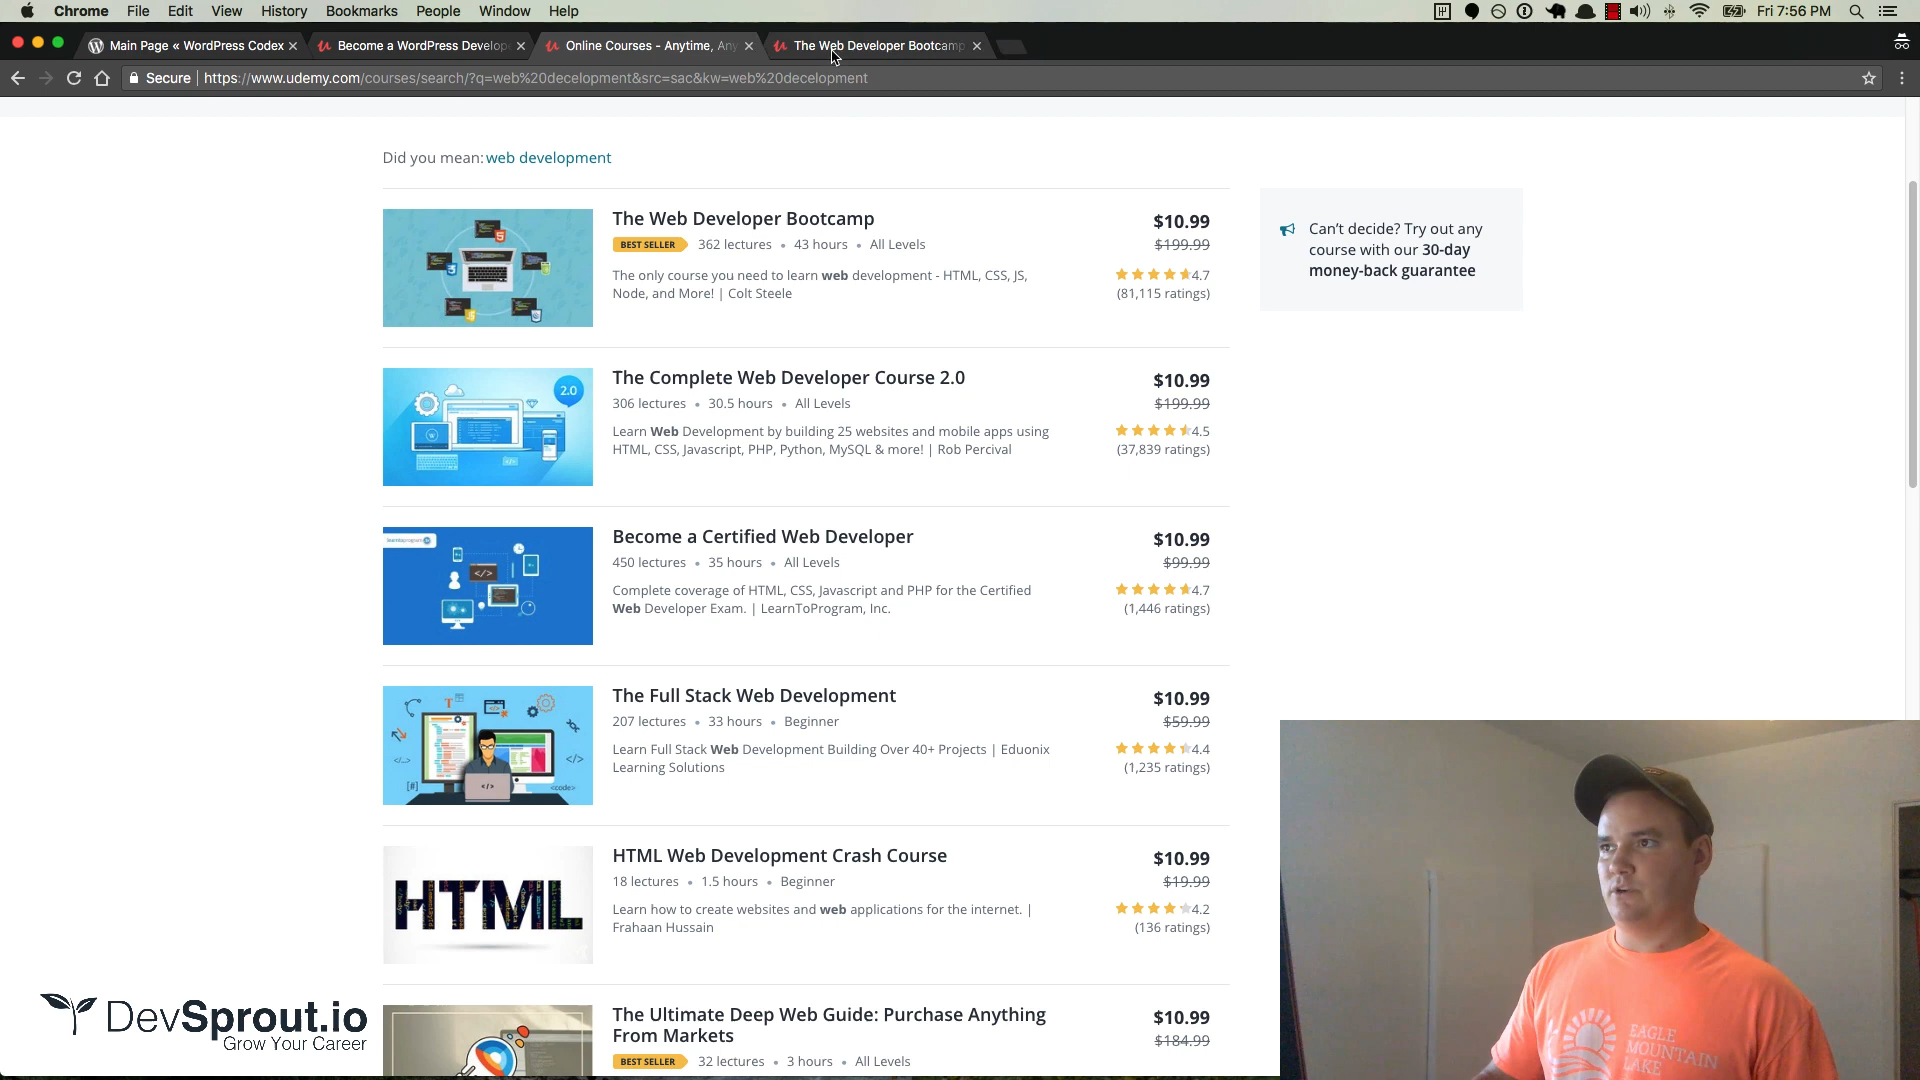 Chrome File Edit View History Bookmarks People Window Help Fri 7:56 PM
Main Page « WordPress Codex
Become a WordPress Develope
Online Courses - Anytime, Any
The Web Developer Bootcamp
Secure | https://www.udemy.com/courses/search/?q=web%20decelopment&src=sac&kw=web%20decelopment
Did you mean: web development
The Web Developer Bootcamp
BEST SELLER 362 lectures • 43 hours • All Levels
The only course you need to learn web development - HTML, CSS, JS,
Node, and More! | Colt Steele
$10.99
$199.99
4.7
(81,115 ratings)
Can't decide? Try out any
course with our 30-day
money-back guarantee
The Complete Web Developer Course 2.0
306 lectures • 30.5 hours • All Levels
Learn Web Development by building 25 websites and mobile apps using
HTML, CSS, Javascript, PHP, Python, MySQL & more! | Rob Percival
$10.99
$199.99
4.5
(37,839 ratings)
2.0
Become a Certified Web Developer
450 lectures • 35 hours • All Levels
Complete coverage of HTML, CSS, Javascript and PHP for the Certified
Web Developer Exam. | LearnToProgram, Inc.
$10.99
$99.99
4.7
(1,446 ratings)
</>
The Full Stack Web Development
207 lectures • 33 hours • Beginner
Learn Full Stack Web Development Building Over 40+ Projects | Eduonix
Learning Solutions
$10.99
$59.99
4.4
(1,235 ratings)
</>
[#]
</>
<code>
HTML Web Development Crash Course
18 lectures • 1.5 hours • Beginner
Learn how to create websites and web applications for the internet. |
Frahaan Hussain
$10.99
$19.99
4.2
(136 ratings)
HTML
The Ultimate Deep Web Guide: Purchase Anything
From Markets
BEST SELLER 32 lectures • 3 hours • All Levels
$10.99
$184.99
DevSprout.io
Grow Your Career
EAGLE
MOUNTAIN
LAKE